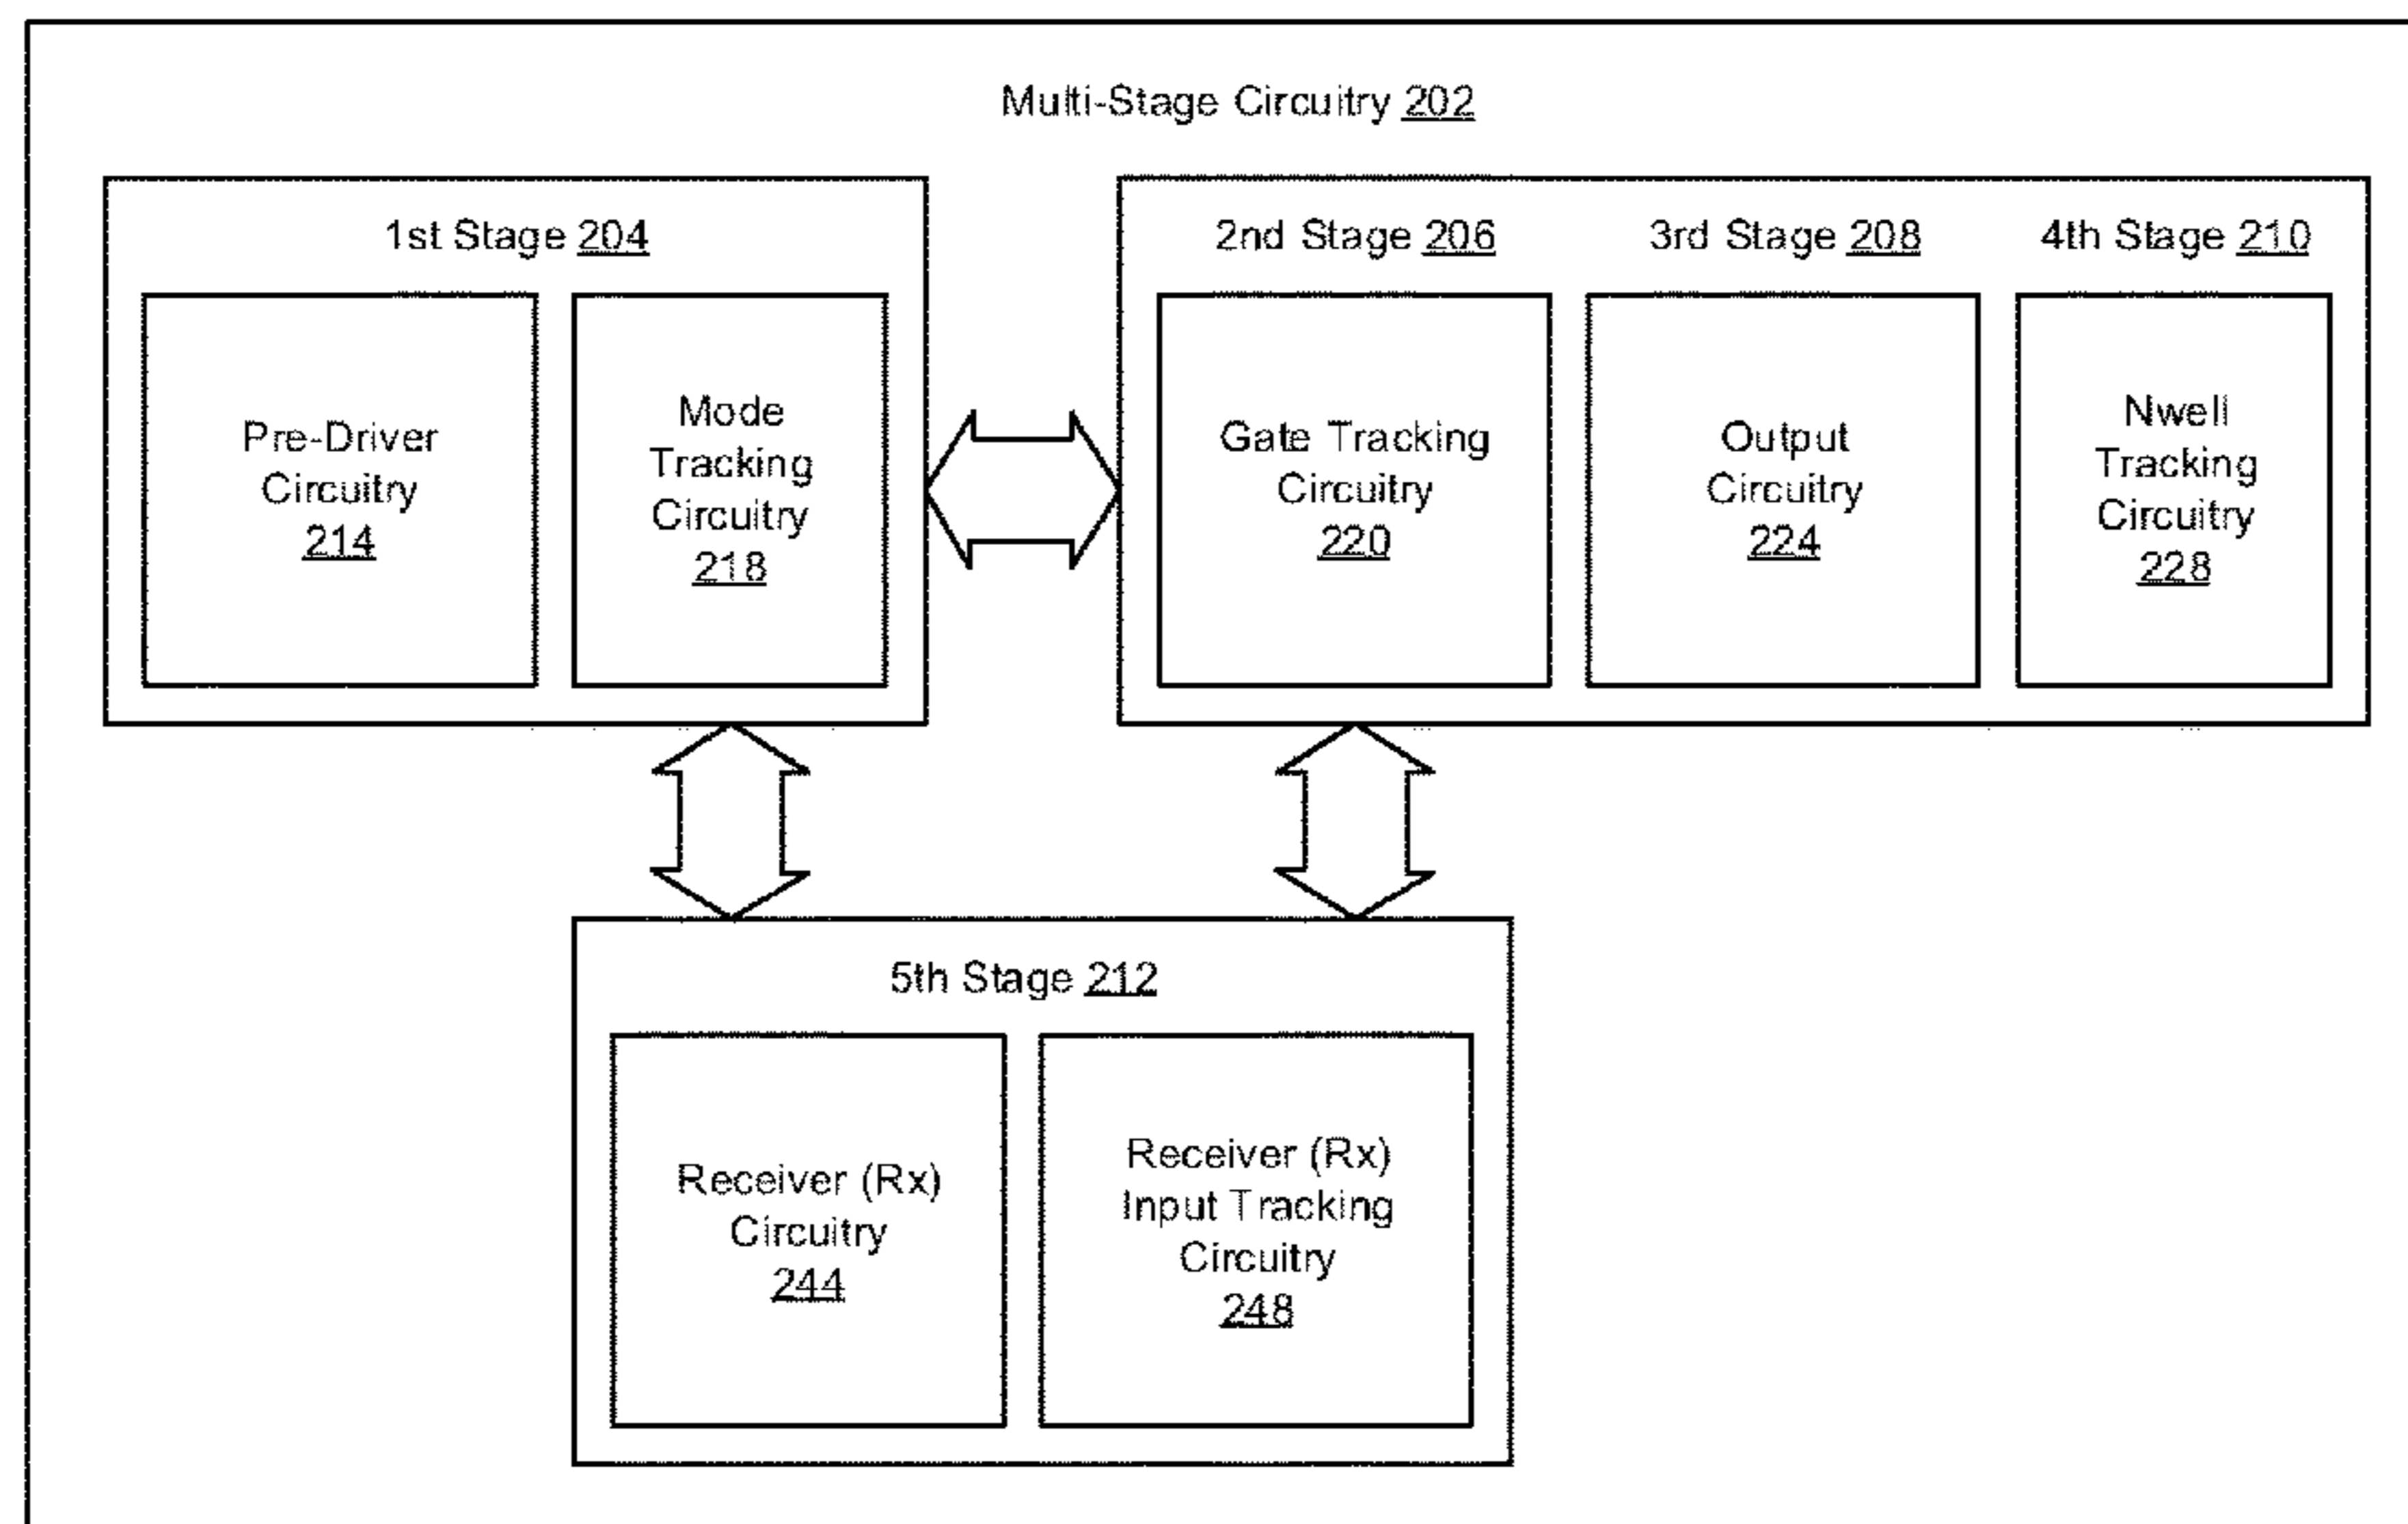 Multi-Stage Circuitry 202
1st Stage 204
Pre-Driver
Circuitry
214
Mode
Tracking
Circuitry
218
2nd Stage 206
3rd Stage 208
4th Stage 210
Gate Tracking
Circuitry
220
Output
Circuitry
224
Nwell
Tracking
Circuitry
228
5th Stage 212
Receiver (Rx)
Circuitry
244
Receiver (Rx)
Input Tracking
Circuitry
248